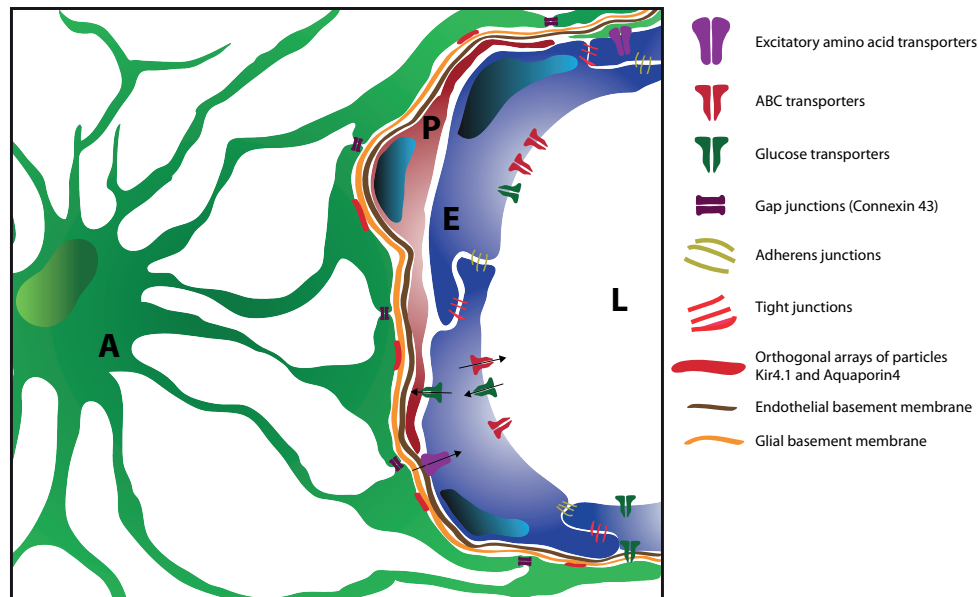 P
E
L
A
Excitatory amino acid transporters
ABC transporters
Glucose transporters
Gap junctions (Connexin 43)
Adherens junctions
Tight junctions
Orthogonal arrays of particles
Kir4.1 and Aquaporin4
Endothelial basement membrane
Glial basement membrane